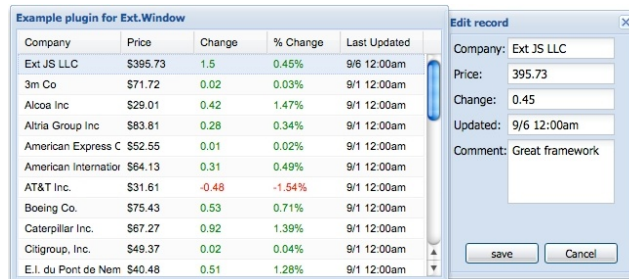 Example plugin for Ext.Window
Company Price Change % Change Last Updated
Ext JS LLC $395.73 1.5 0.45% 9/6 12:00am
3m Co $71.72 0.02 0.03% 9/1 12:00am
Alcoa Inc $29.01 0.42 1.47% 9/1 12:00am
Altria Group Inc $83.81 0.28 0.34% 9/1 12:00am
American Express C $52.55 0.01 0.02% 9/1 12:00am
American Internatior $64.13 0.31 0.49% 9/1 12:00am
AT&T Inc. $31.61 -0.48 -1.54% 9/1 12:00am
Boeing Co. $75.43 0.53 0.71% 9/1 12:00am
Caterpillar Inc. $67.27 0.92 1.39% 9/1 12:00am
Citigroup, Inc. $49.37 0.02 0.04% 9/1 12:00am
E.I. du Pont de Nem $40.48 0.51 1.28% 9/1 12:00am
Edit record
Company: Ext JS LLC
Price: 395.73
Change: 0.45
Updated: 9/6 12:00am
Comment: Great framework
save Cancel